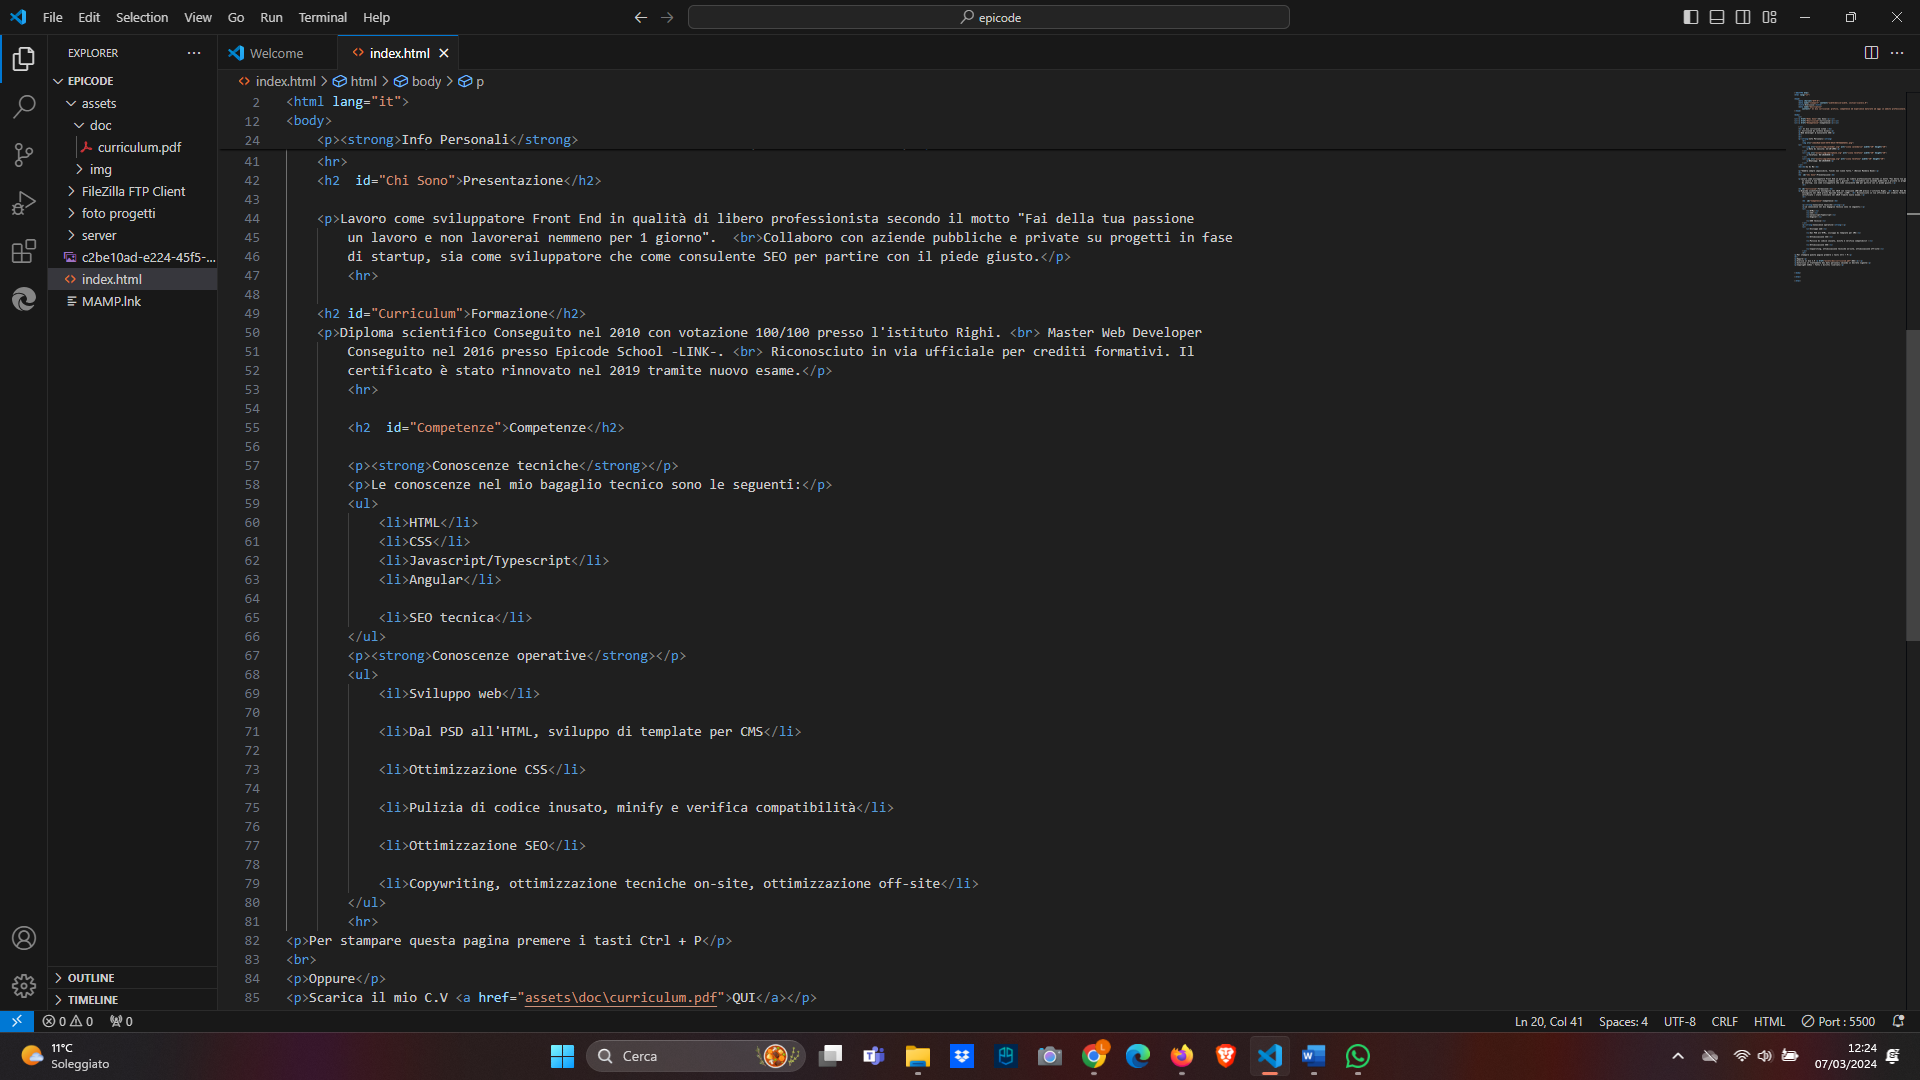 File Edit Selection View Go Run Terminal Help
epicode
EXPLORER
EPICODE
assets
doc
curriculum.pdf
img
FileZilla FTP Client
foto progetti
server
c2be10ad-e224-45f5-...
index.html
MAMP.lnk
OUTLINE
TIMELINE
Welcome
index.html
index.html > html > body > p
2 <html lang="it">
12 <body>
24 <p><strong>Info Personali</strong>
41 <hr>
42 <h2  id="Chi Sono">Presentazione</h2>
43
44 <p>Lavoro come sviluppatore Front End in qualità di libero professionista secondo il motto "Fai della tua passione
45 un lavoro e non lavorerai nemmeno per 1 giorno".  <br>Collaboro con aziende pubbliche e private su progetti in fase
46 di startup, sia come sviluppatore che come consulente SEO per partire con il piede giusto.</p>
47 <hr>
48
49 <h2 id="Curriculum">Formazione</h2>
50 <p>Diploma scientifico Conseguito nel 2010 con votazione 100/100 presso l'istituto Righi. <br> Master Web Developer
51 Conseguito nel 2016 presso Epicode School -LINK-. <br> Riconosciuto in via ufficiale per crediti formativi. Il
52 certificato è stato rinnovato nel 2019 tramite nuovo esame.</p>
53 <hr>
54
55 <h2  id="Competenze">Competenze</h2>
56
57 <p><strong>Conoscenze tecniche</strong></p>
58 <p>Le conoscenze nel mio bagaglio tecnico sono le seguenti:</p>
59 <ul>
60 <li>HTML</li>
61 <li>CSS</li>
62 <li>Javascript/Typescript</li>
63 <li>Angular</li>
64
65 <li>SEO tecnica</li>
66 </ul>
67 <p><strong>Conoscenze operative</strong></p>
68 <ul>
69 <il>Sviluppo web</li>
70
71 <li>Dal PSD all'HTML, sviluppo di template per CMS</li>
72
73 <li>Ottimizzazione CSS</li>
74
75 <li>Pulizia di codice inusato, minify e verifica compatibilità</li>
76
77 <li>Ottimizzazione SEO</li>
78
79 <li>Copywriting, ottimizzazione tecniche on-site, ottimizzazione off-site</li>
80 </ul>
81 <hr>
82 <p>Per stampare questa pagina premere i tasti Ctrl + P</p>
83 <br>
84 <p>Oppure</p>
85 <p>Scarica il mio C.V <a href="assets\doc\curriculum.pdf">QUI</a></p>
0 0 0
Ln 20, Col 41 Spaces: 4 UTF-8 CRLF HTML Port : 5500
11°C
Soleggiato
Cerca
12:24
07/03/2024